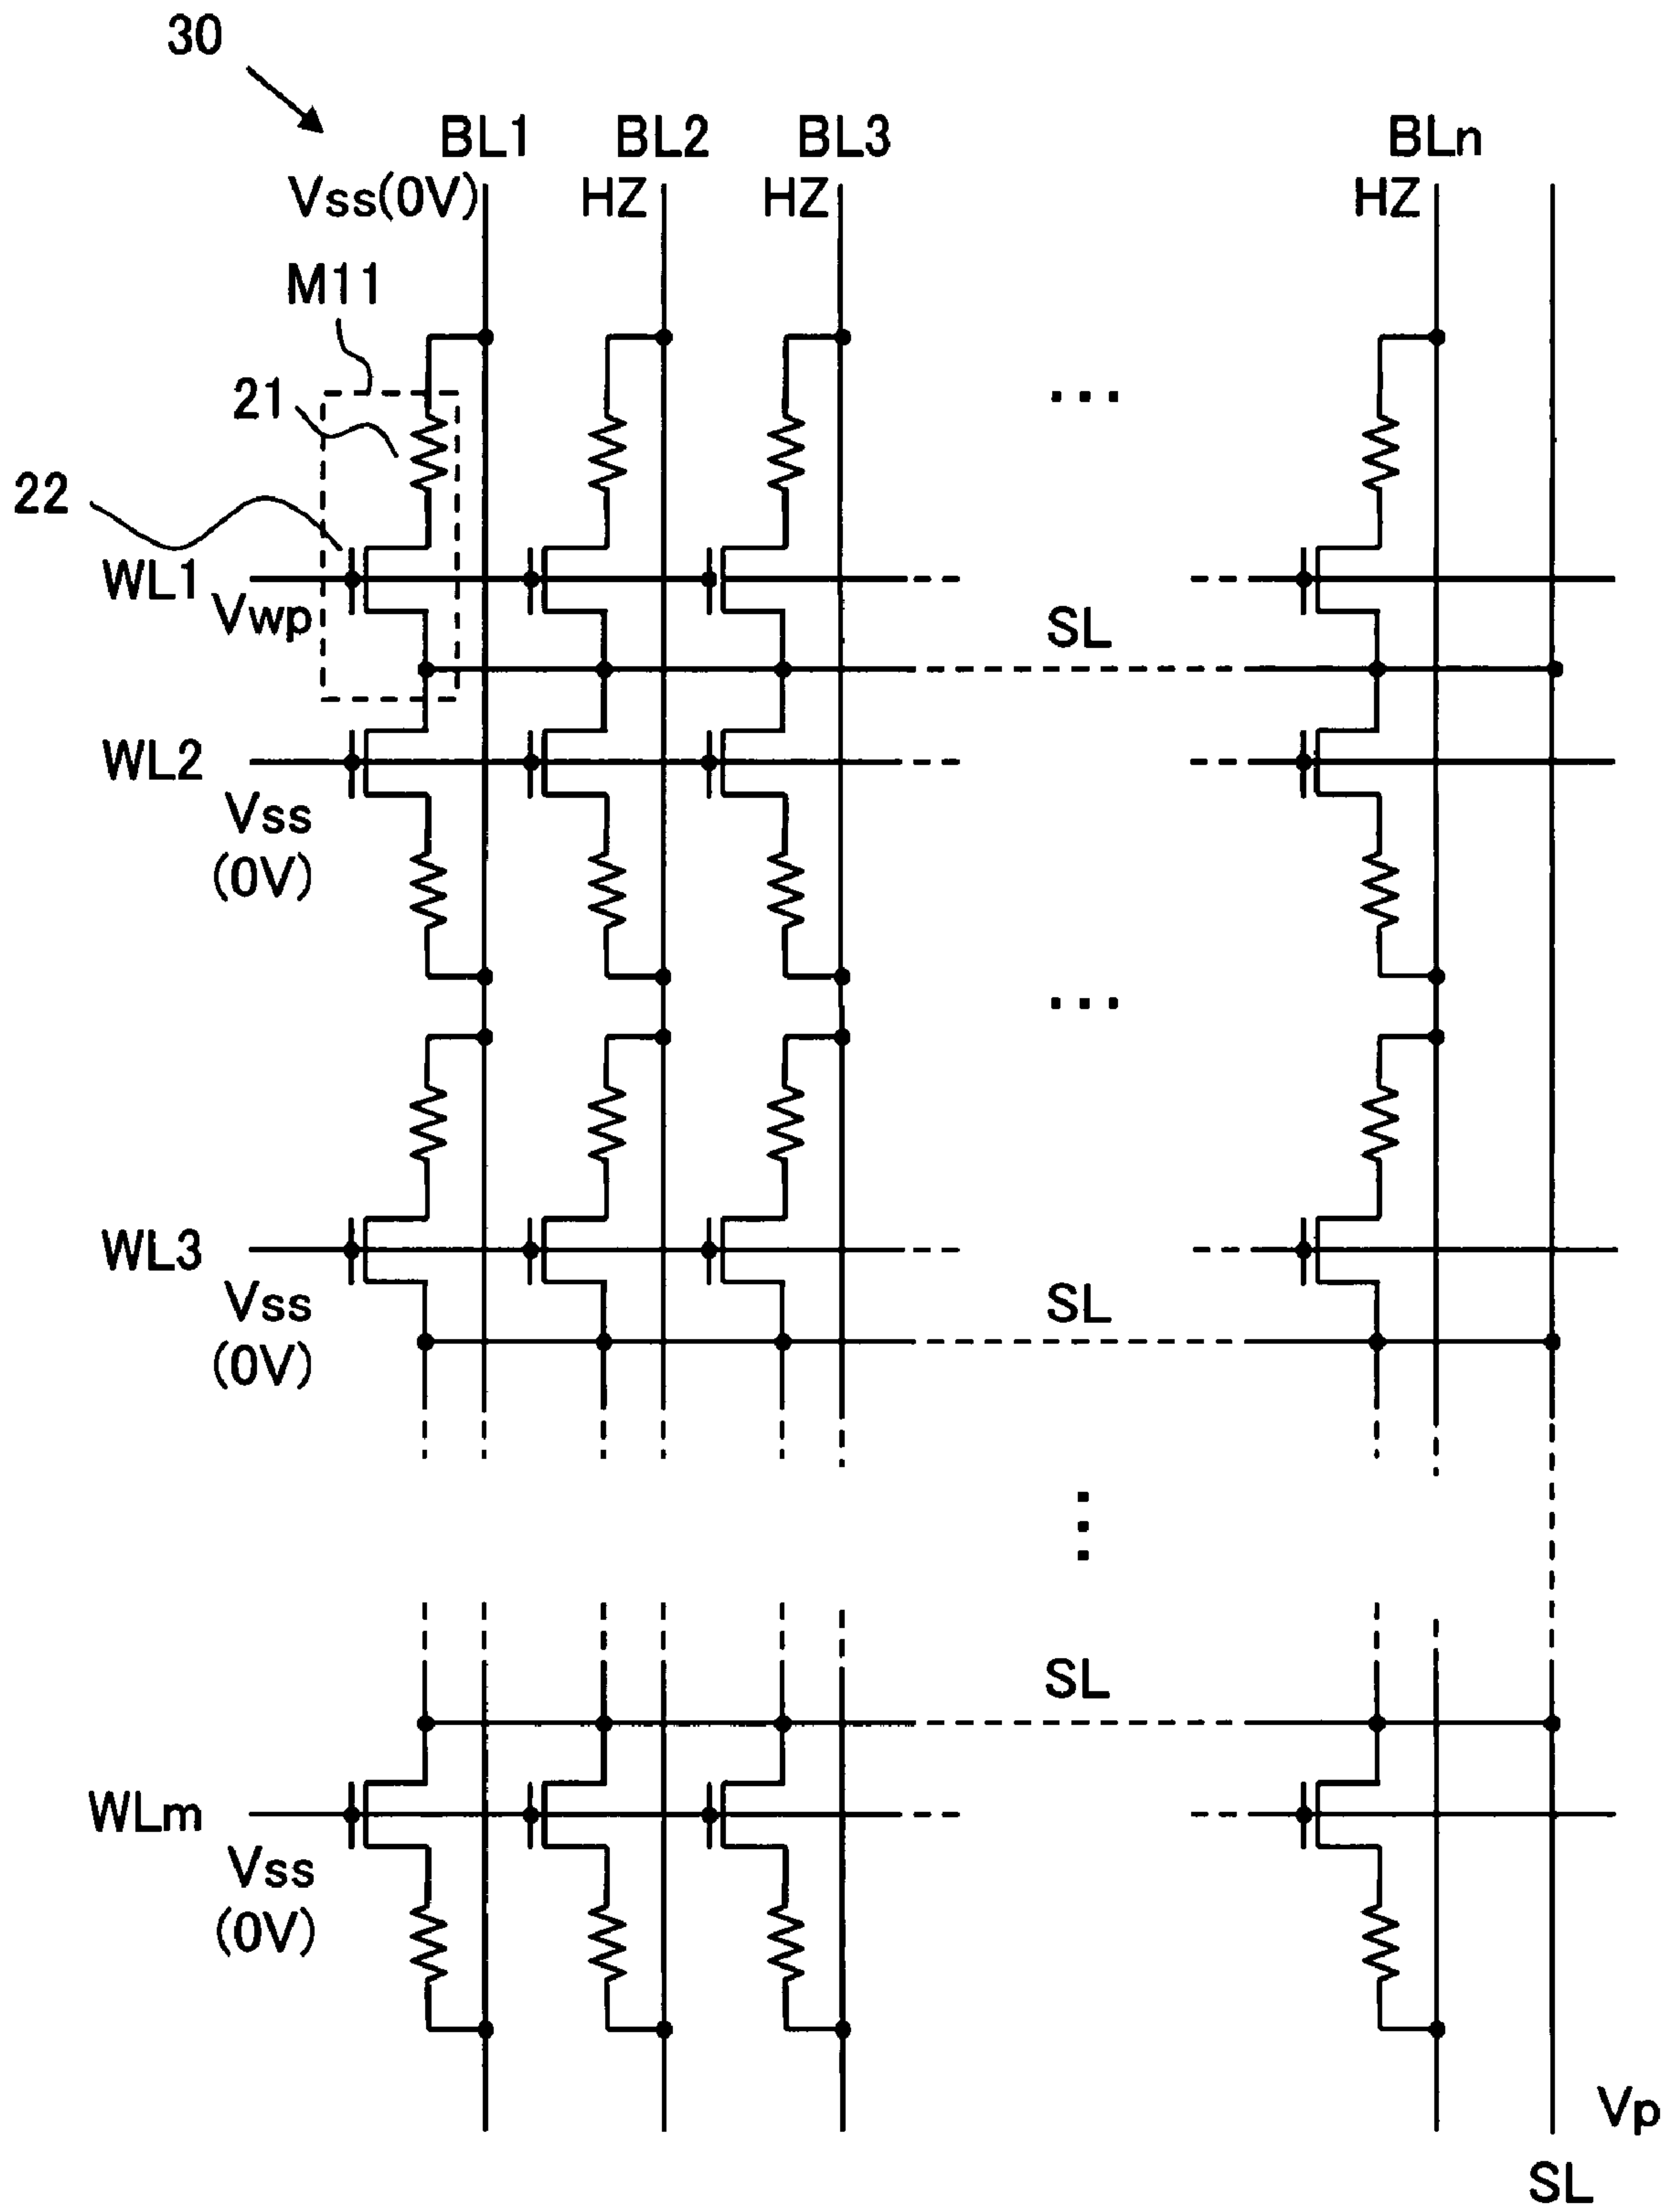 30
BL1 BL2 BL3 BLn
Vss(0V) HZ HZ HZ
M11
21
22
WL1
Vwp
SL
WL2
Vss
(0V)
...
...
WL3
Vss
(0V)
SL
SL
WLm
Vss
(0V)
Vp
SL